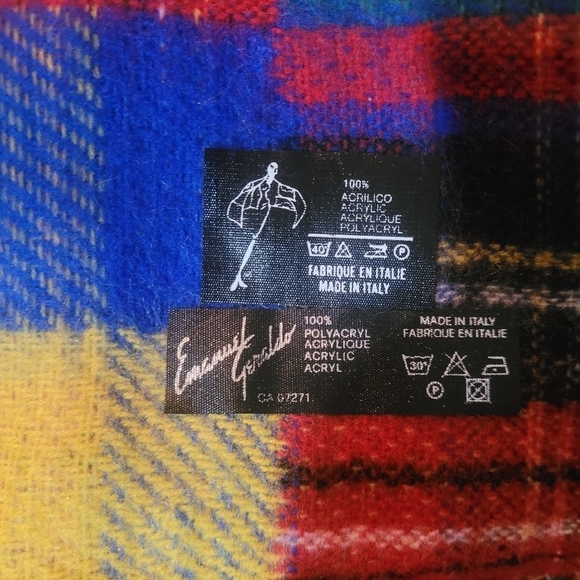 100%
ACRILICO
ACRYLIC
ACRYLIQUE
POLYACRYL
40°
P
FABRIQUE EN ITALIE
MADE IN ITALY
Emanuel
Geraldo
CA 07271
100%
POLYACRYL
ACRYLIQUE
ACRYLIC
ACRYL
MADE IN ITALY
FABRIQUE EN ITALIE
30°
P